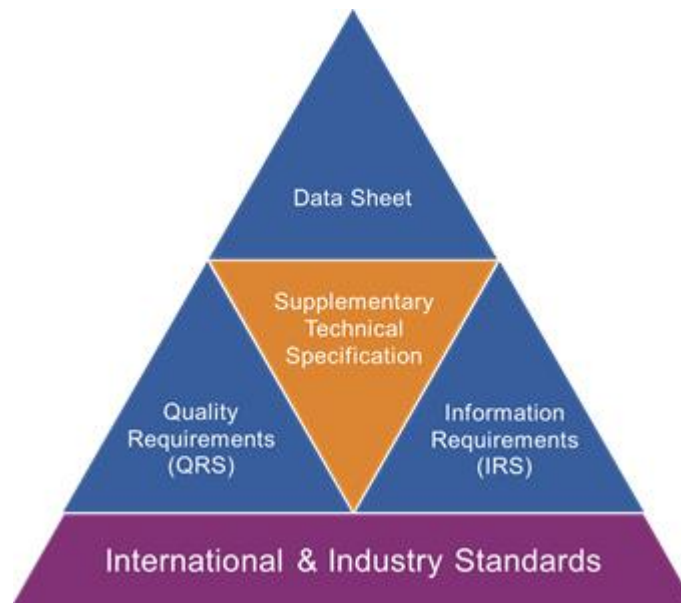 Data Sheet
Supplementary
Technical
Specification
Quality
Requirements
(QRS)
Information
Requirements
(IRS)
International & Industry Standards